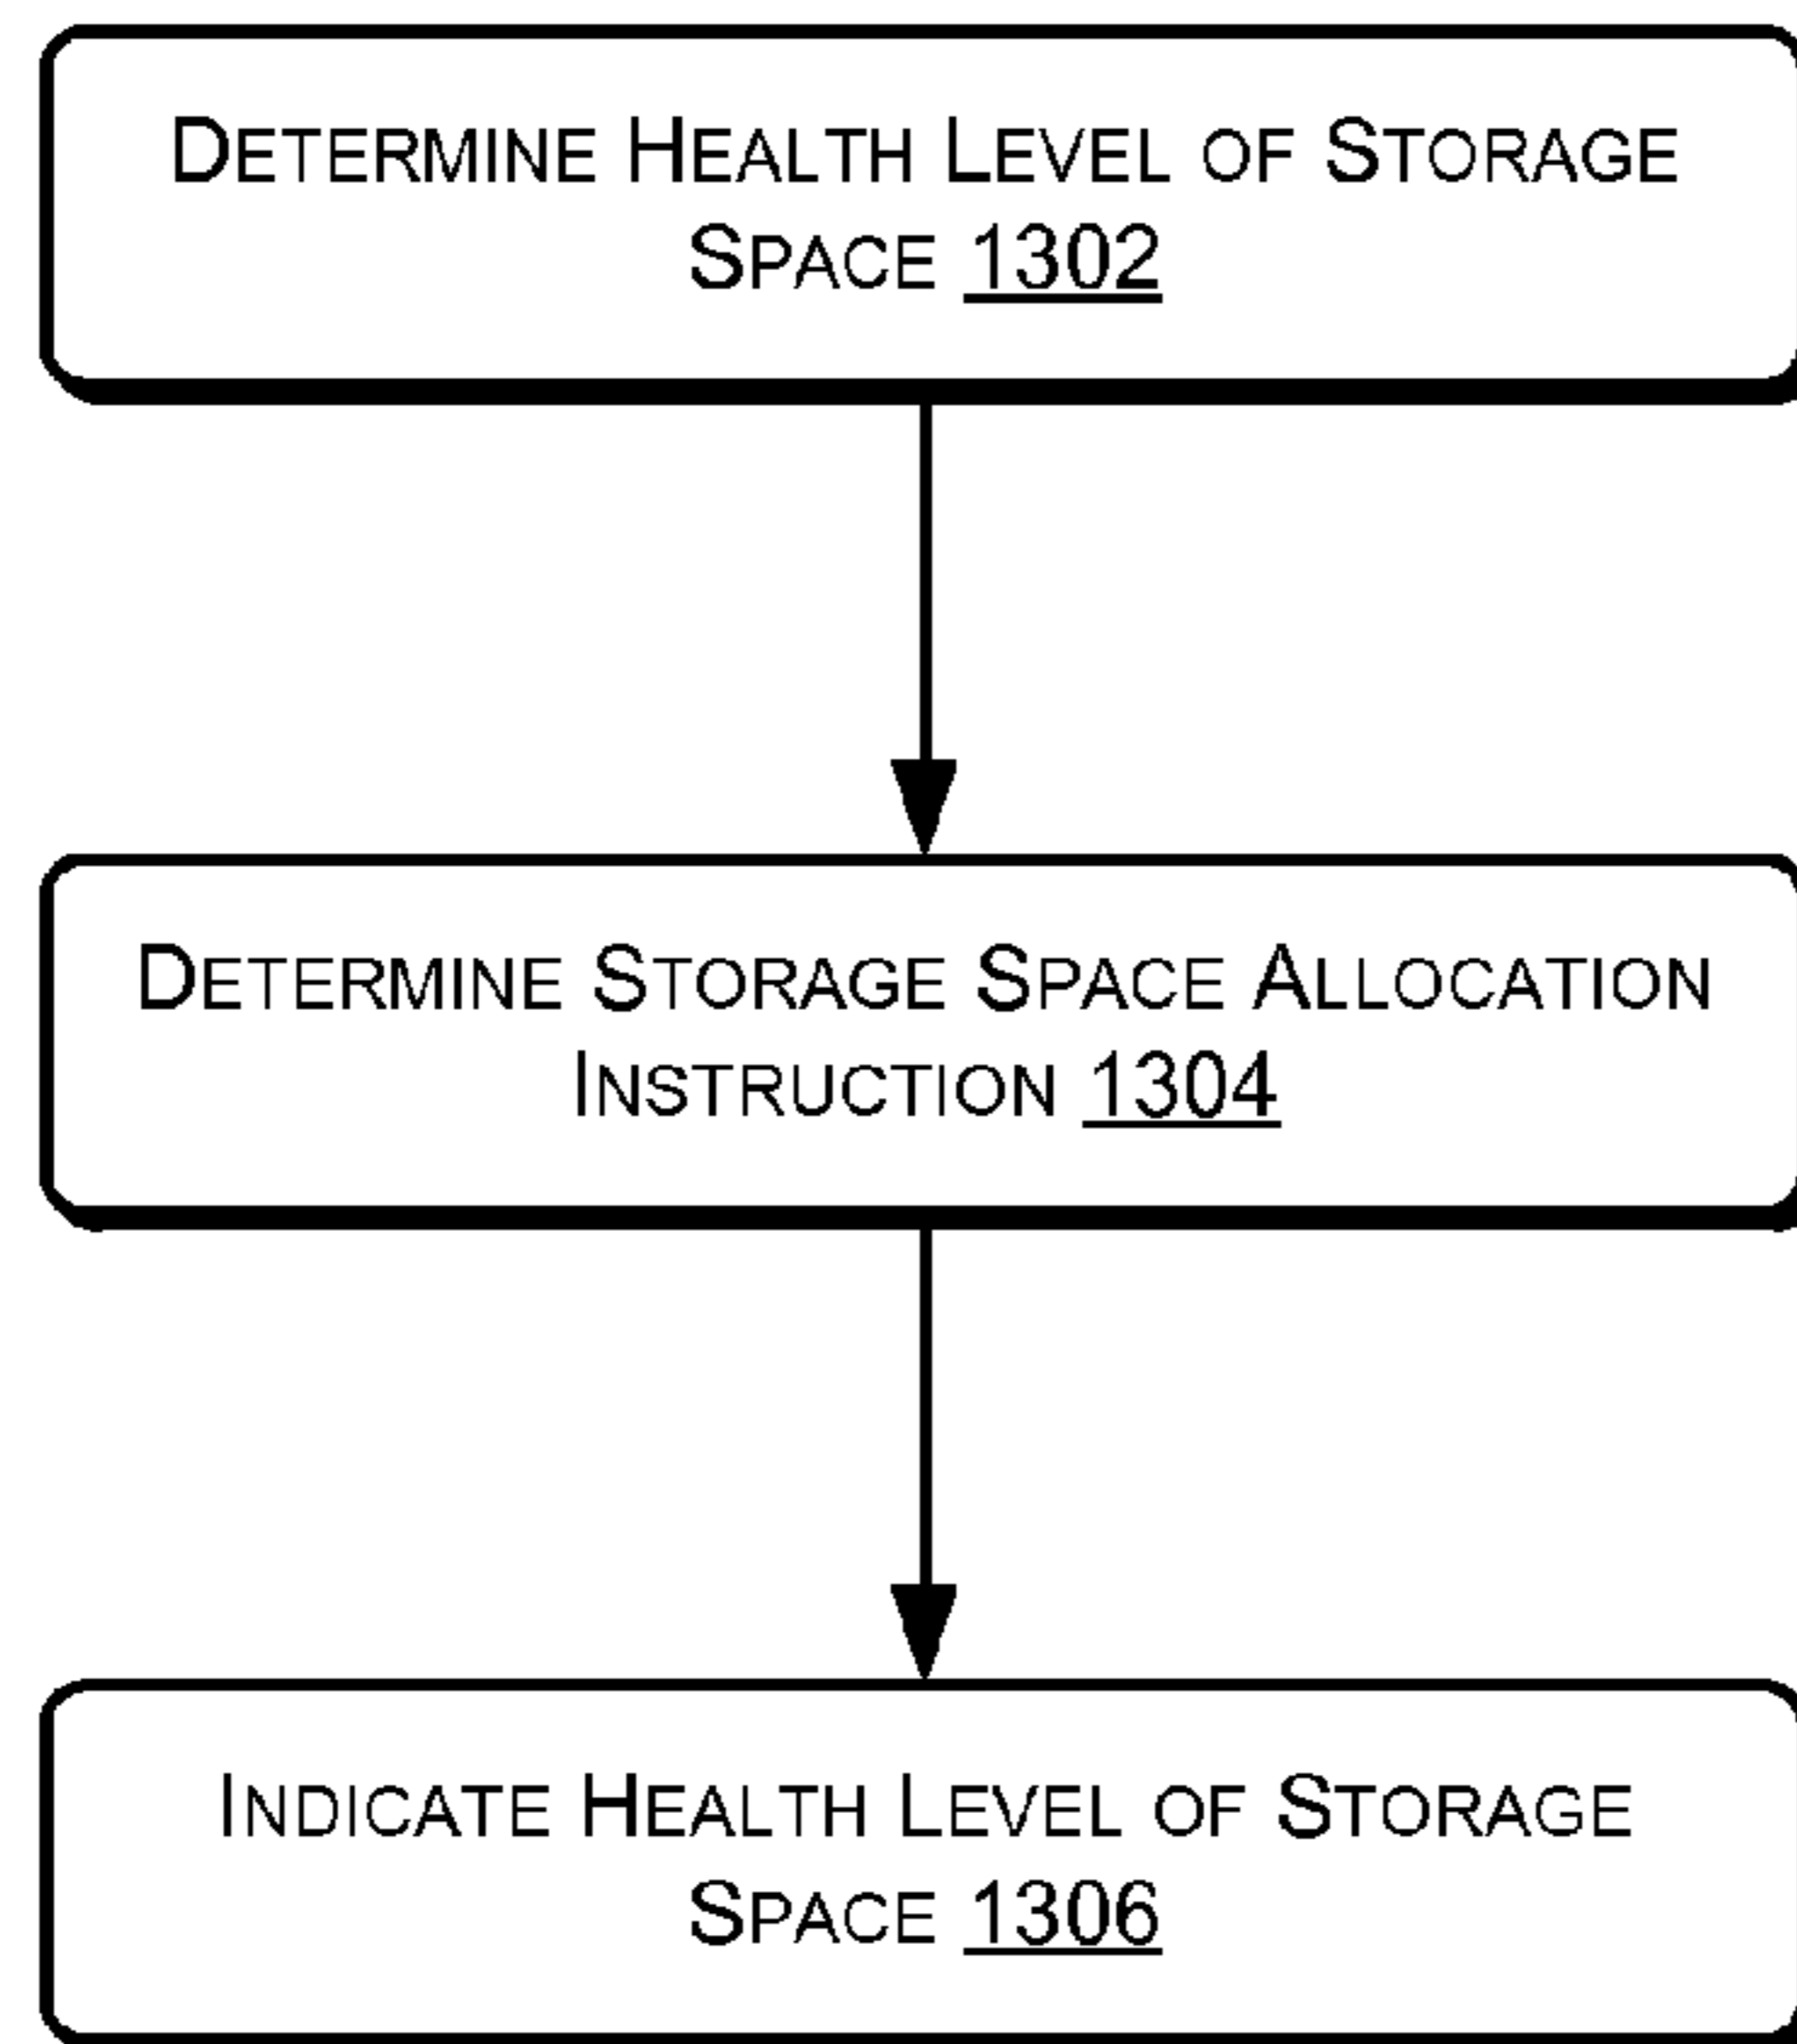 DETERMINE HEALTH LEVEL OF STORAGE
SPACE 1302
DETERMINE STORAGE SPACE ALLOCATION
INSTRUCTION 1304
INDICATE HEALTH LEVEL OF STORAGE
SPACE 1306